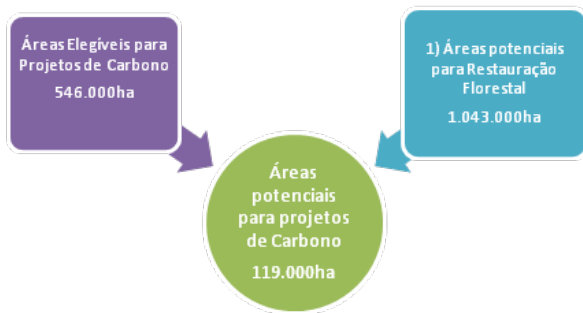 Áreas Elegíveis para
Projetos de Carbono
546.000ha
1) Áreas potenciais
para Restauração
Florestal
1.043.000ha
Áreas
potenciais
para projetos
de Carbono
119.000ha